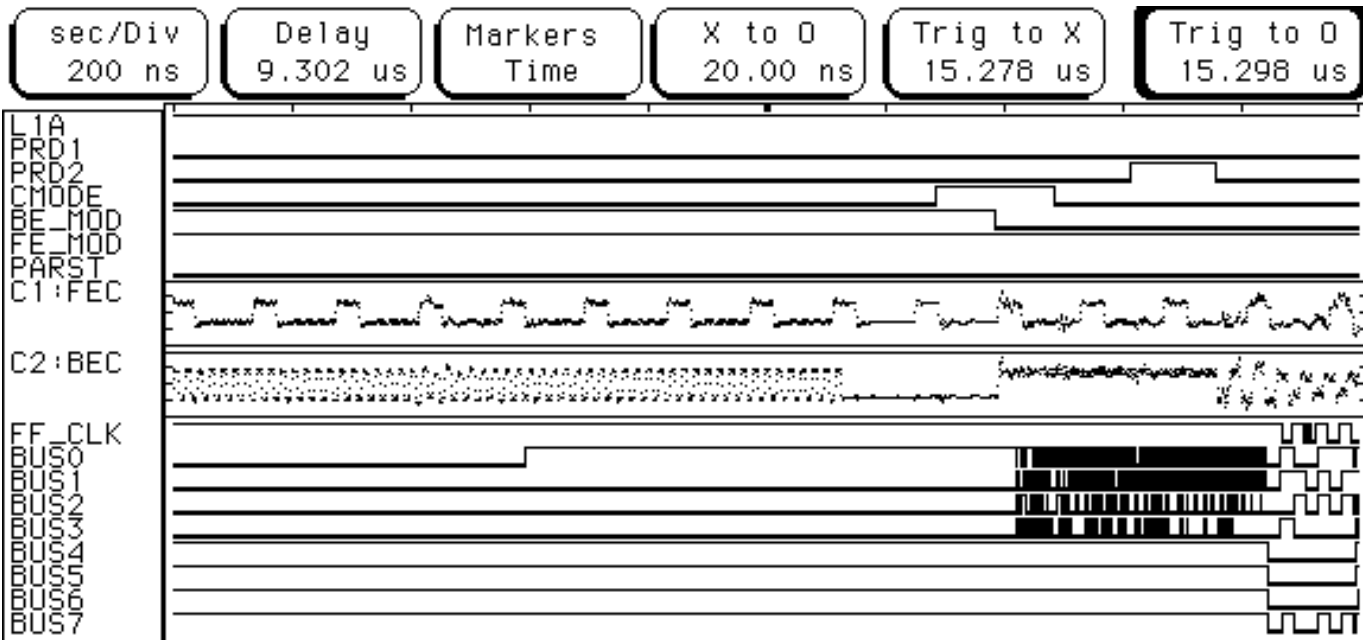 sec/Div Delay Markers X to O Trig to X Trig to O
200 ns 9.302 us Time 20.00 ns 15.278 us 15.298 us
L1A
PRD1
PRD2
CMODE
BE_MOD
FE_MOD
PARST
C1:FEC
C2:BEC
FF_CLK
BUS0
BUS1
BUS2
BUS3
BUS4
BUS5
BUS6
BUS7